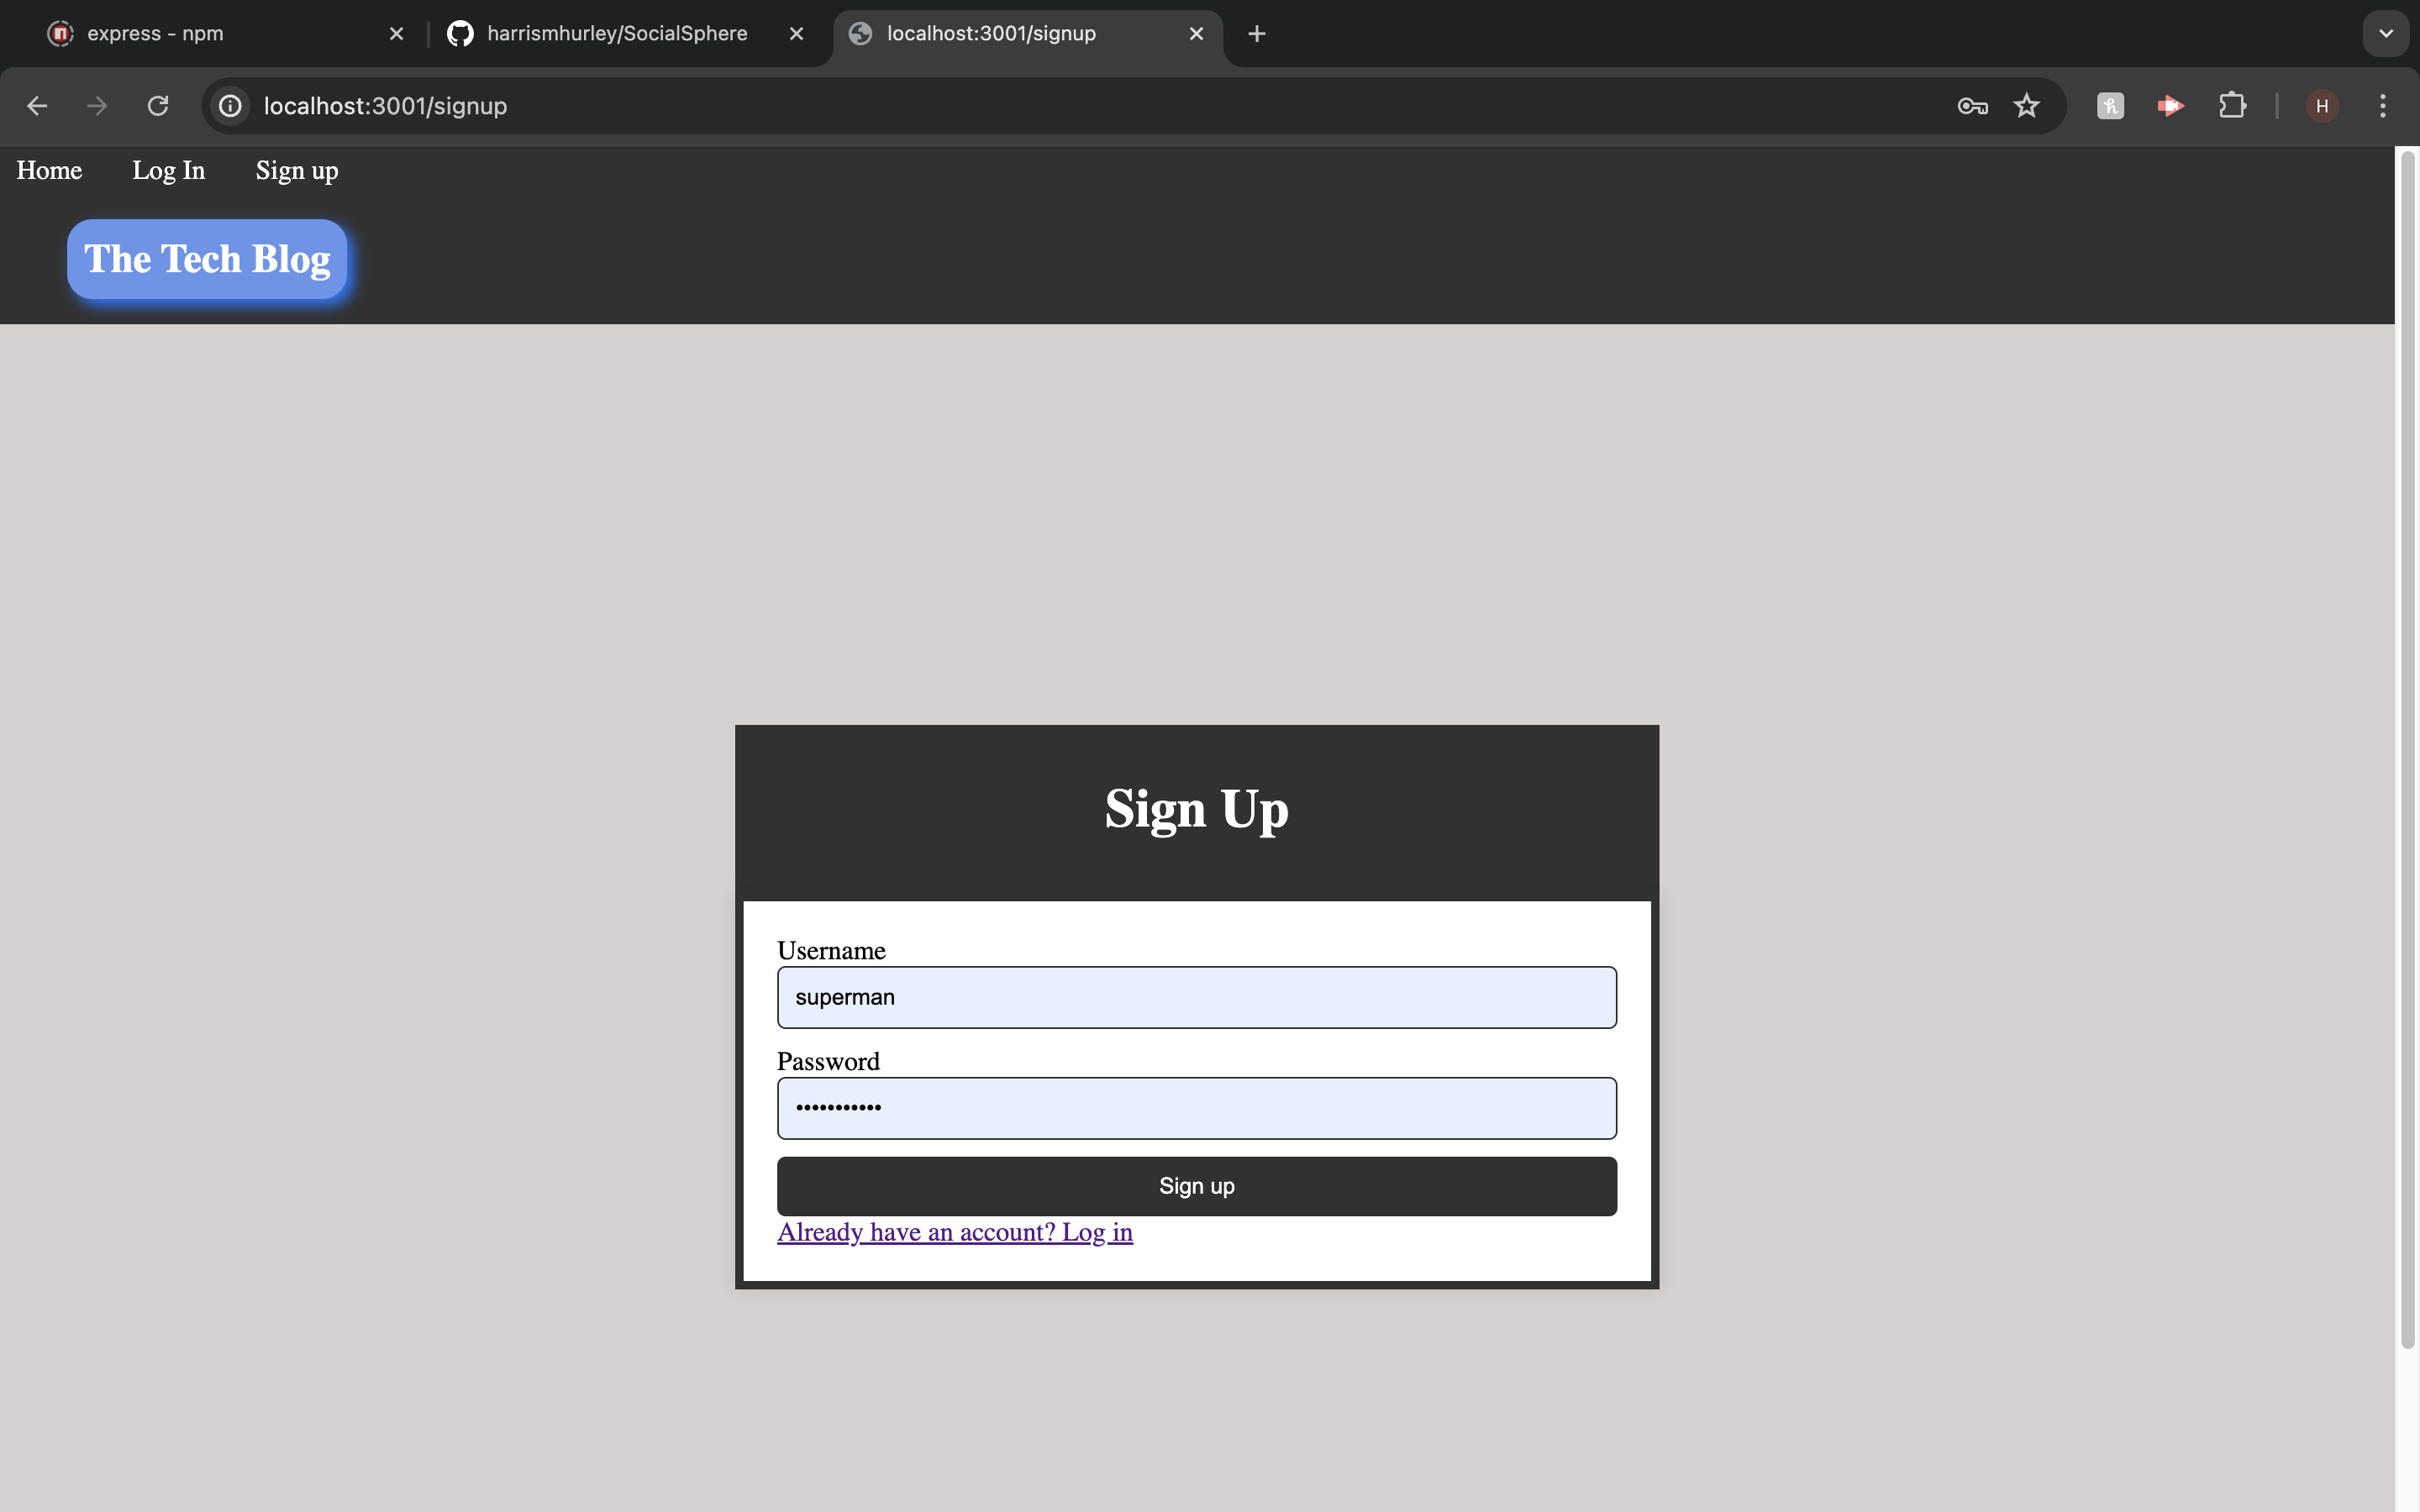 express - npm
harrismhurley/SocialSphere
localhost:3001/signup
localhost:3001/signup
H
Home
Log In
Sign up
The Tech Blog
Sign Up
Username
superman
Password
•••••••••••
Sign up
Already have an account? Log in